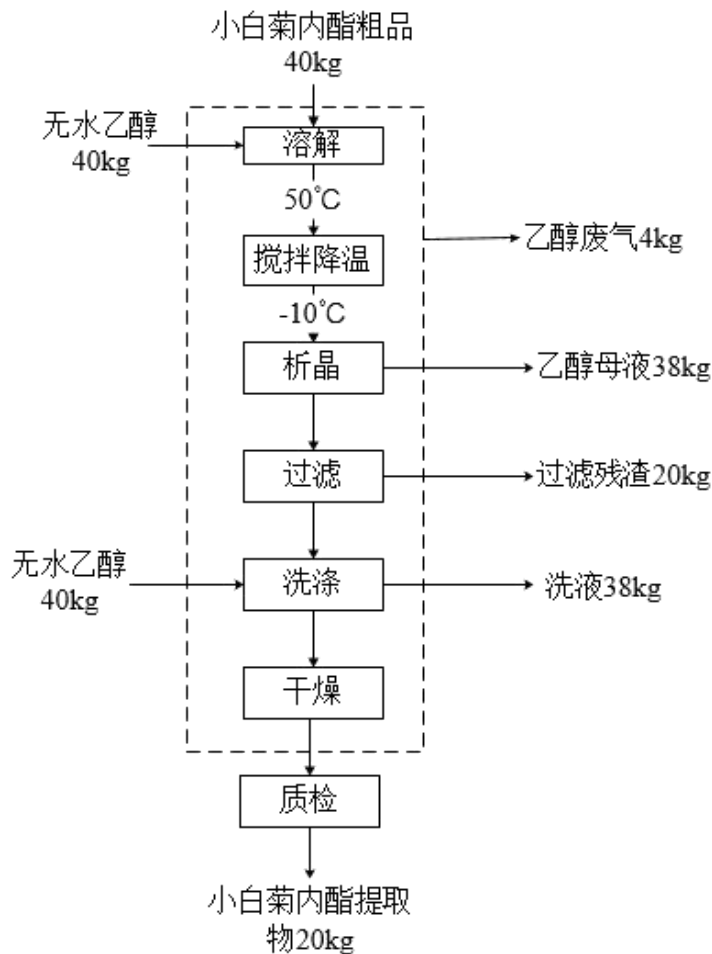 小白菊内酯粗品
40kg
无水乙醇
40kg
溶解
50℃
搅拌降温
乙醇废气4kg
-10℃
析晶
乙醇母液38kg
过滤
过滤残渣20kg
无水乙醇
40kg
洗涤
洗液38kg
干燥
质检
小白菊内酯提取
物20kg